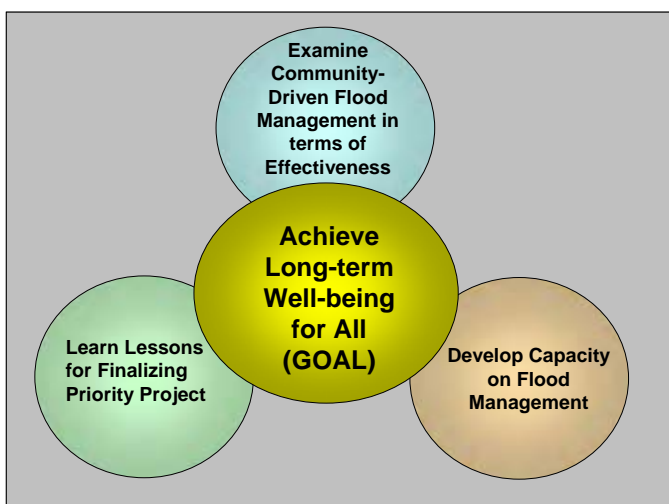 Examine
Community-
Driven Flood
Management in
terms of
Effectiveness
Achieve
Long-term
Well-being
for All
(GOAL)
Learn Lessons
for Finalizing
Priority Project
Develop Capacity
on Flood
Management